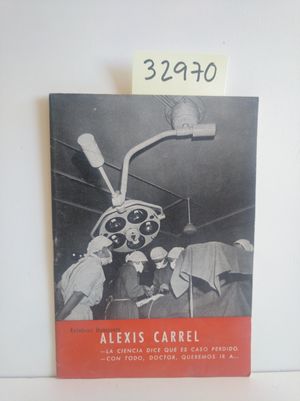 32970
ALEXIS CARREL
—LA CIENCIA DICE QUE ES CASO PERDIDO.
—CON TODO, DOCTOR, QUEREMOS IR A...